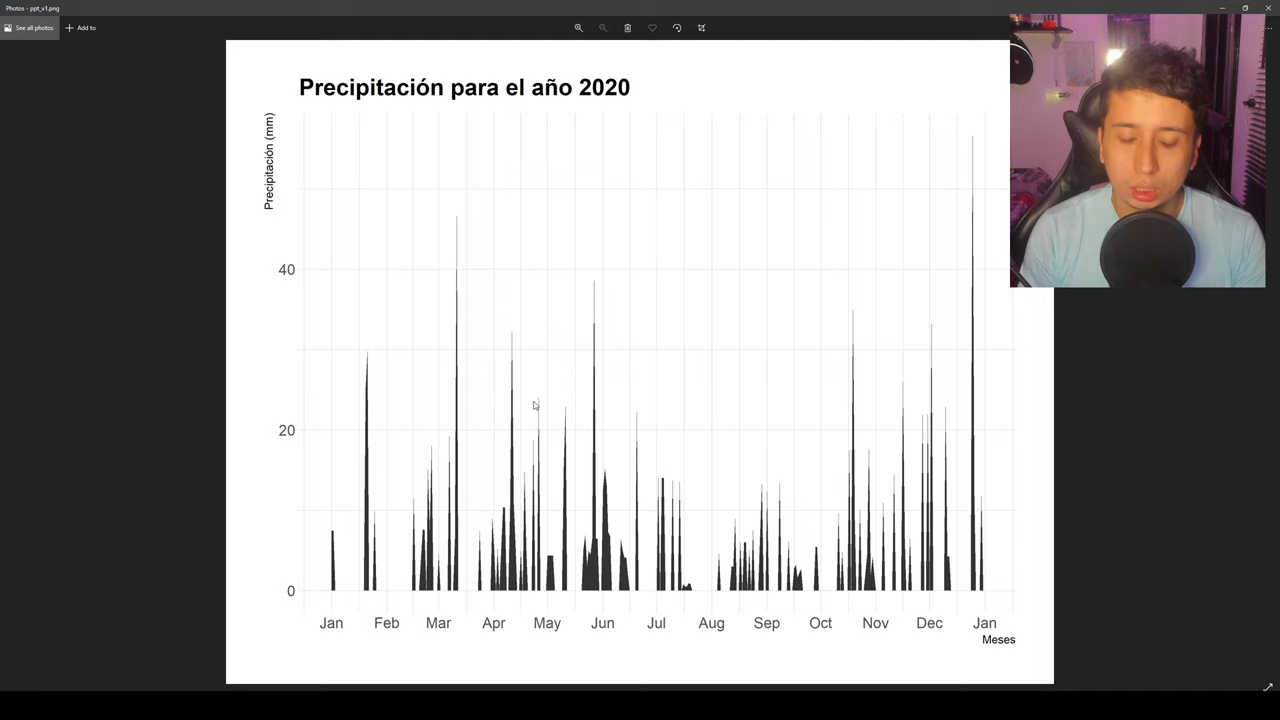 Photos - ppt_v1.png
See all photos
Add to
Precipitación para el año 2020
Precipitación (mm)
40
20
0
Jan Feb Mar Apr May Jun Jul Aug Sep Oct Nov Dec Jan
Meses